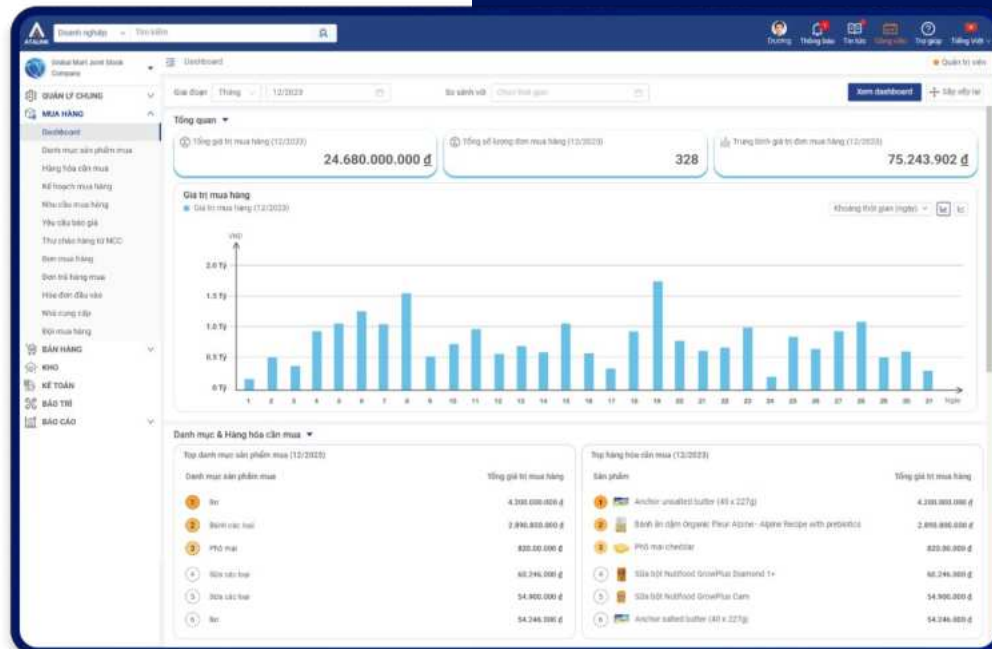 ATALINK
Doanh nghiệp
Tìm kiếm
Trương
Thông báo
Tin tức
Trợ giúp
Tiếng Việt
Global Mart Joint Stock
Company
Dashboard
Quản trị viên
QUẢN LÝ CHUNG
MUA HÀNG
Dashboard
Danh mục sản phẩm mua
Hàng hóa cần mua
Kế hoạch mua hàng
Nhu cầu mua hàng
Yêu cầu báo giá
Thư chào hàng từ NCC
Đơn mua hàng
Đơn trả hàng mua
Hóa đơn đầu vào
Nhà cung cấp
Đội mua hàng
BÁN HÀNG
KHO
KẾ TOÁN
BẢO TRÌ
BÁO CÁO
Giai đoạn
Tháng
12/2023
So sánh với
Chọn thời gian
Xem dashboard
Sắp xếp lại
Tổng quan
Tổng giá trị mua hàng (12/2023)
24.680.000.000 đ
Tổng số lượng đơn mua hàng (12/2023)
328
Trung bình giá trị đơn mua hàng (12/2023)
75.243.902 đ
Giá trị mua hàng
Giá trị mua hàng (12/2023)
Khoảng thời gian (ngày)
VND
2.0 Tỷ
1.5 Tỷ
1.0 Tỷ
0.5 Tỷ
0 Tỷ
1 2 3 4 5 6 7 8 9 10 11 12 13 14 15 16 17 18 19 20 21 22 23 24 25 26 27 28 29 30 31 Ngày
Danh mục & Hàng hóa cần mua
Top danh mục sản phẩm mua (12/2023)
Danh mục sản phẩm mua
Tổng giá trị mua hàng
1 Bơ 4.200.000.000 đ
2 Bánh các loại 2.890.800.000 đ
3 Phô mai 820.00.000 đ
4 Sữa các loại 60.246.000 đ
5 Sữa các loại 54.900.000 đ
6 Bơ 54.246.000 đ
Top hàng hóa cần mua (12/2023)
Sản phẩm
Tổng giá trị mua hàng
1 Anchor unsalted butter (40 x 227g) 4.200.000.000 đ
2 Bánh ăn dặm Organic Fleur Alpine - Alpine Recipe with prebiotics 2.890.800.000 đ
3 Phô mai cheddar 820.00.000 đ
4 Sữa bột Nutifood GrowPlus Diamond 1+ 60.246.000 đ
5 Sữa bột Nutifood GrowPlus Cam 54.900.000 đ
6 Anchor salted butter (40 x 227g) 54.246.000 đ